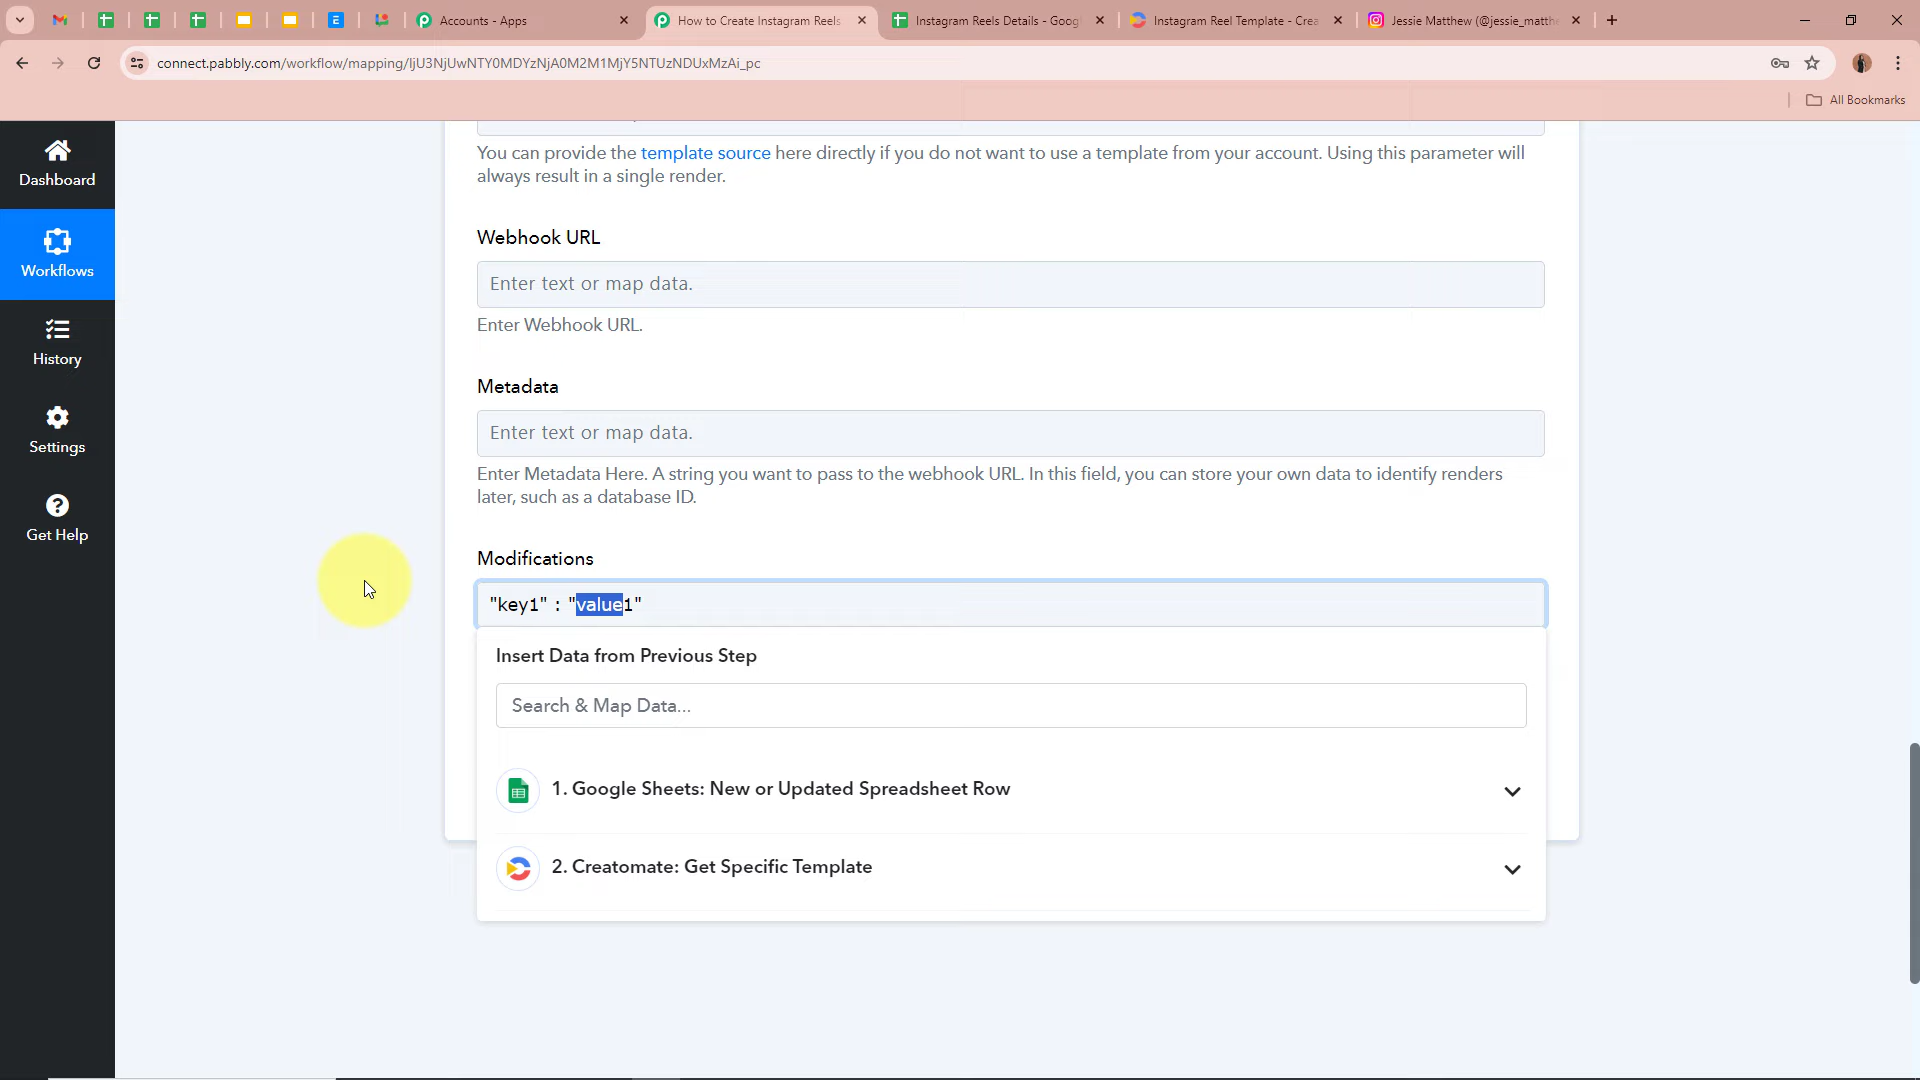 Accounts - Apps
How to Create Instagram Reels
Instagram Reels Details - Goog
Instagram Reel Template - Crea
Jessie Matthew (@jessie_matth
connect.pabbly.com/workflow/mapping/IjU3NjUwNTY0MDYzNjA0M2M1MjY5NTUzNDUxMzAi_pc
All Bookmarks
Dashboard
Workflows
History
Settings
Get Help
You can provide the template source here directly if you do not want to use a template from your account. Using this parameter will
always result in a single render.
Webhook URL
Enter text or map data.
Enter Webhook URL.
Metadata
Enter text or map data.
Enter Metadata Here. A string you want to pass to the webhook URL. In this field, you can store your own data to identify renders
later, such as a database ID.
Modifications
"key1" : "value1"
Insert Data from Previous Step
Search & Map Data...
1. Google Sheets: New or Updated Spreadsheet Row
2. Creatomate: Get Specific Template